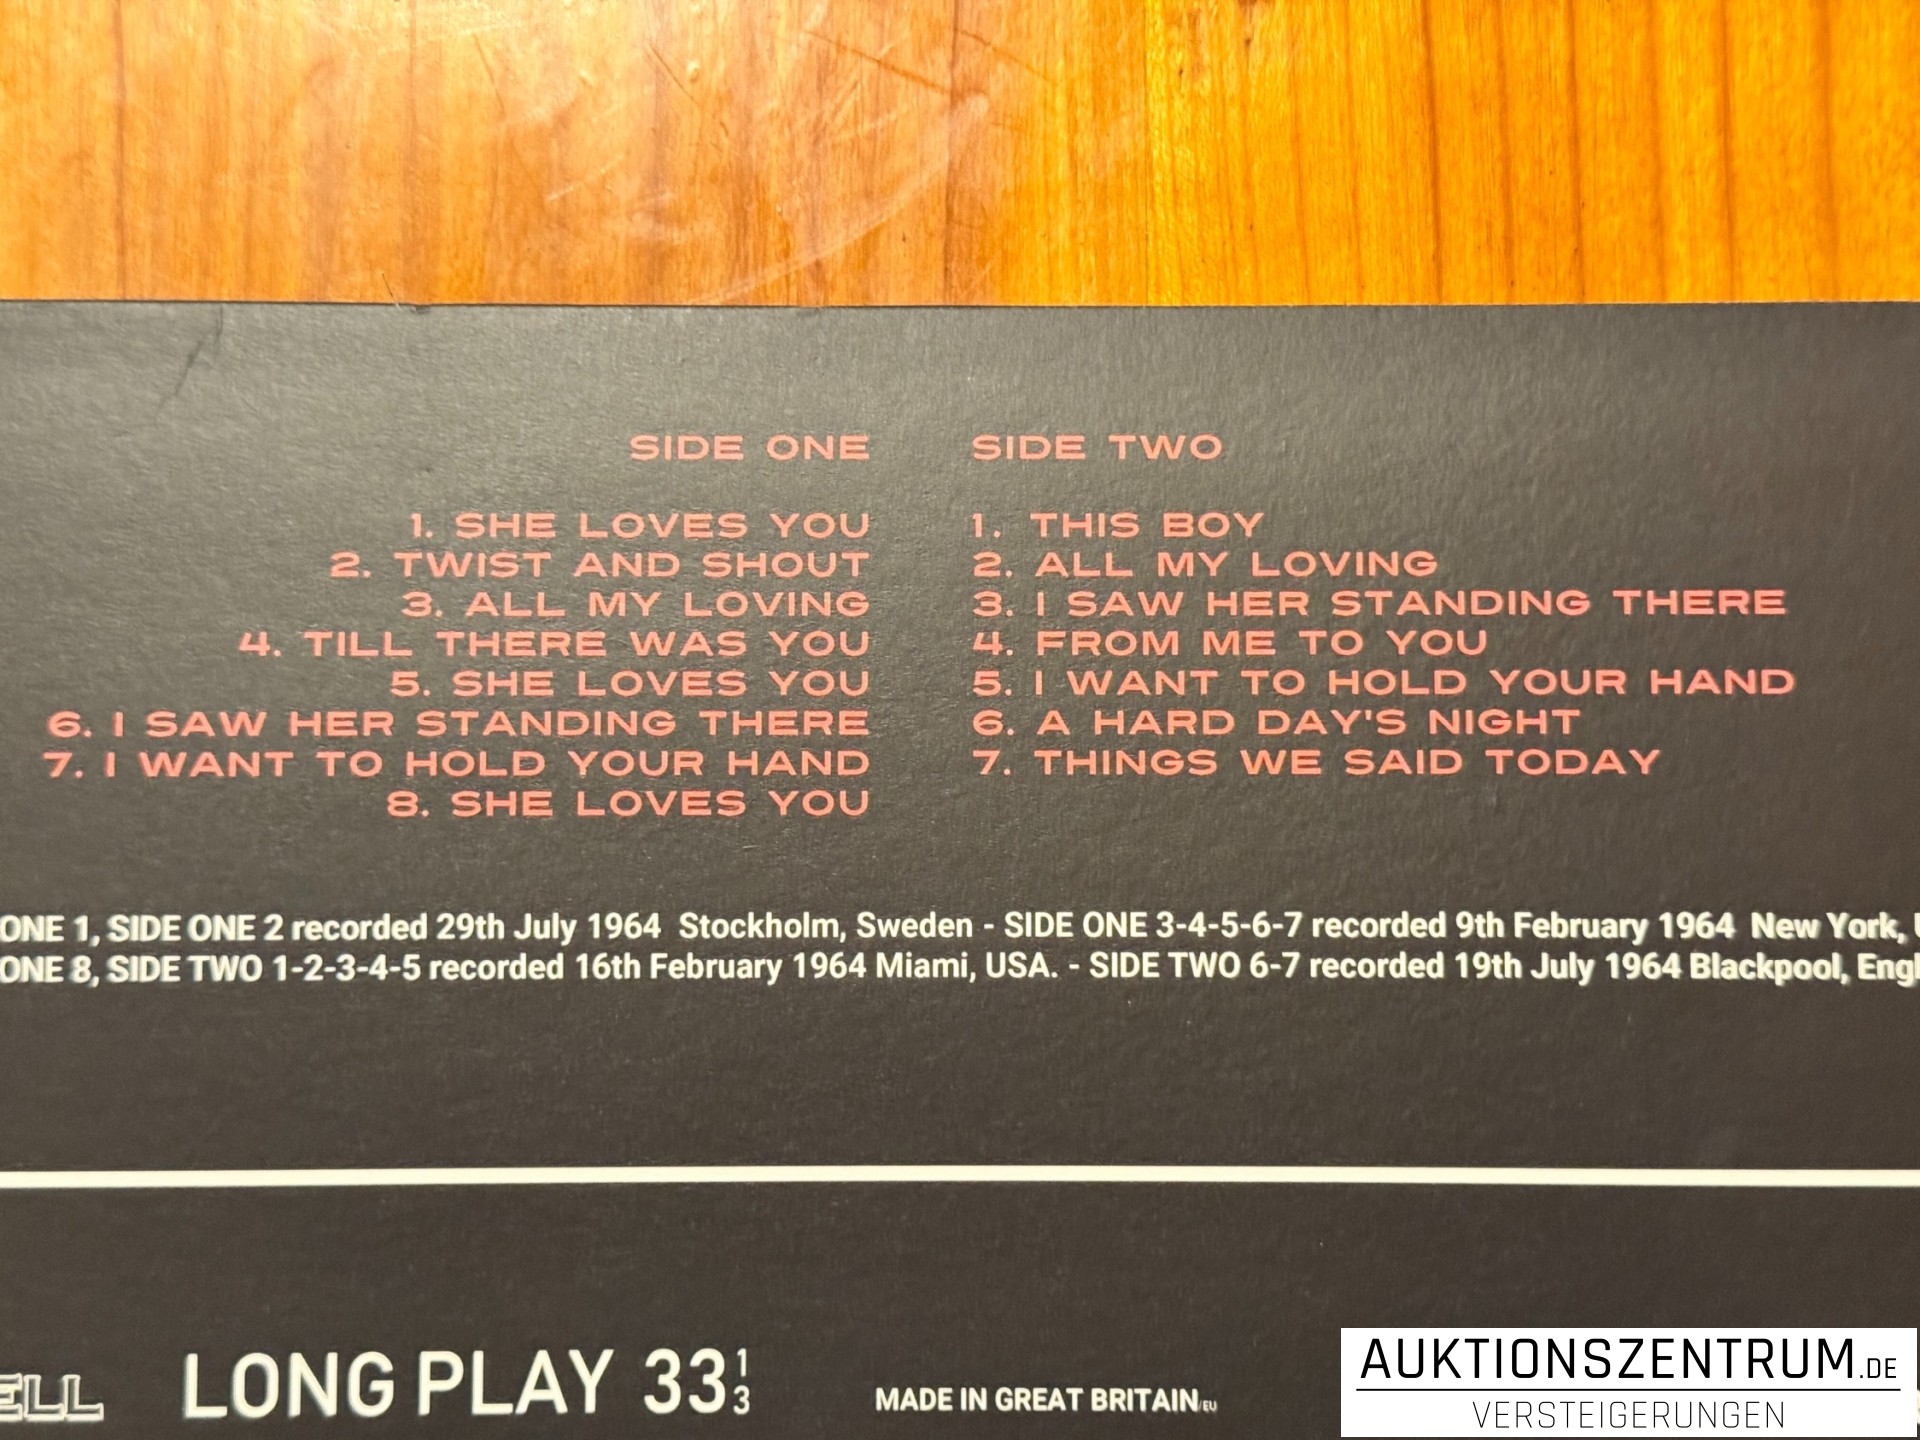 SIDE ONE
1. SHE LOVES YOU
2. TWIST AND SHOUT
3. ALL MY LOVING
4. TILL THERE WAS YOU
5. SHE LOVES YOU
6. I SAW HER STANDING THERE
7. I WANT TO HOLD YOUR HAND
8. SHE LOVES YOU
SIDE TWO
1. THIS BOY
2. ALL MY LOVING
3. I SAW HER STANDING THERE
4. FROM ME TO YOU
5. I WANT TO HOLD YOUR HAND
6. A HARD DAY'S NIGHT
7. THINGS WE SAID TODAY
ONE 1, SIDE ONE 2 recorded 29th July 1964 Stockholm, Sweden - SIDE ONE 3-4-5-6-7 recorded 9th February 1964 New York,
ONE 8, SIDE TWO 1-2-3-4-5 recorded 16th February 1964 Miami, USA. - SIDE TWO 6-7 recorded 19th July 1964 Blackpool,
LONG PLAY 33 1/3
MADE IN GREAT BRITAIN/EU
AUKTIONSZENTRUM.DE
VERSTEIGERUNGEN